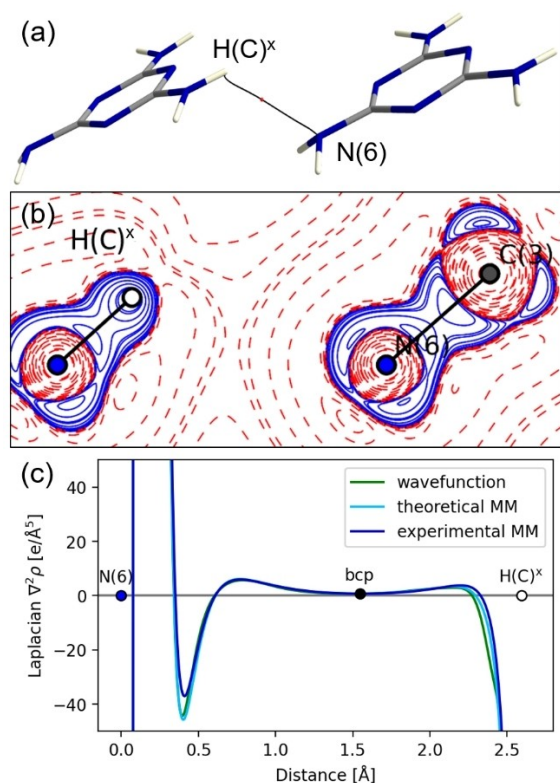 (a)
H(C)ˣ
N(6)
(b)
H(C)ˣ
C(3)
N(6)
(c)
40
20
0
−20
−40
Laplacian ∇²ρ [e/Å⁵]
wavefunction
theoretical MM
experimental MM
N(6)
bcp
H(C)ˣ
0.0 0.5 1.0 1.5 2.0 2.5
Distance [Å]